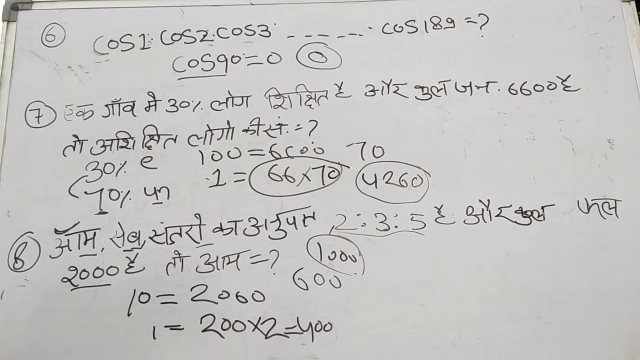 ⑥ COS1. COS2. COS3 - - - - - - . COS189 = ?
COS90 = 0 ⓪
⑦ एक गाँव मे 30% लोग शिक्षित है और कुल जन. 6600 है
तो अशिक्षित लोगो की सं. = ?
30% e 100 = 6600 70
70% un 1 = 66×70 4260
⑧ आम, सेब, संतरो का अनुपात 2:3:5 है और कुल फल
2000 है तो आम = ? 1000
600
10 = 2000
1 = 200×2=400